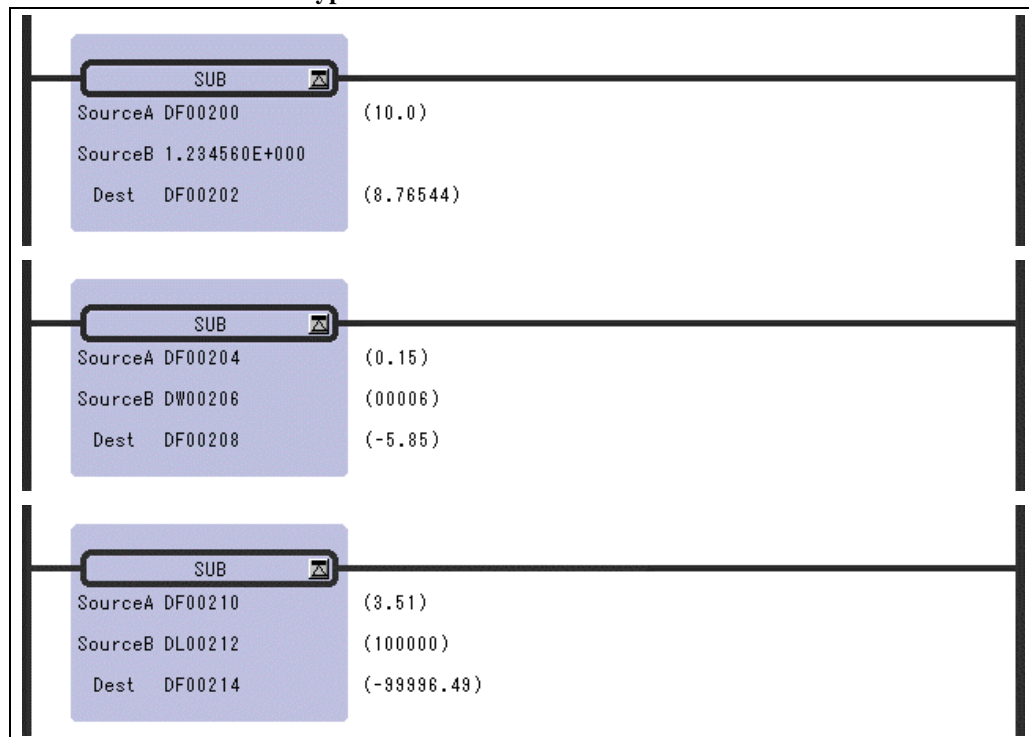 SUB
SourceA DF00200 (10.0)
SourceB 1.234560E+000
Dest DF00202 (8.76544)
SUB
SourceA DF00204 (0.15)
SourceB DW00206 (00006)
Dest DF00208 (-5.85)
SUB
SourceA DF00210 (3.51)
SourceB DL00212 (100000)
Dest DF00214 (-99996.49)